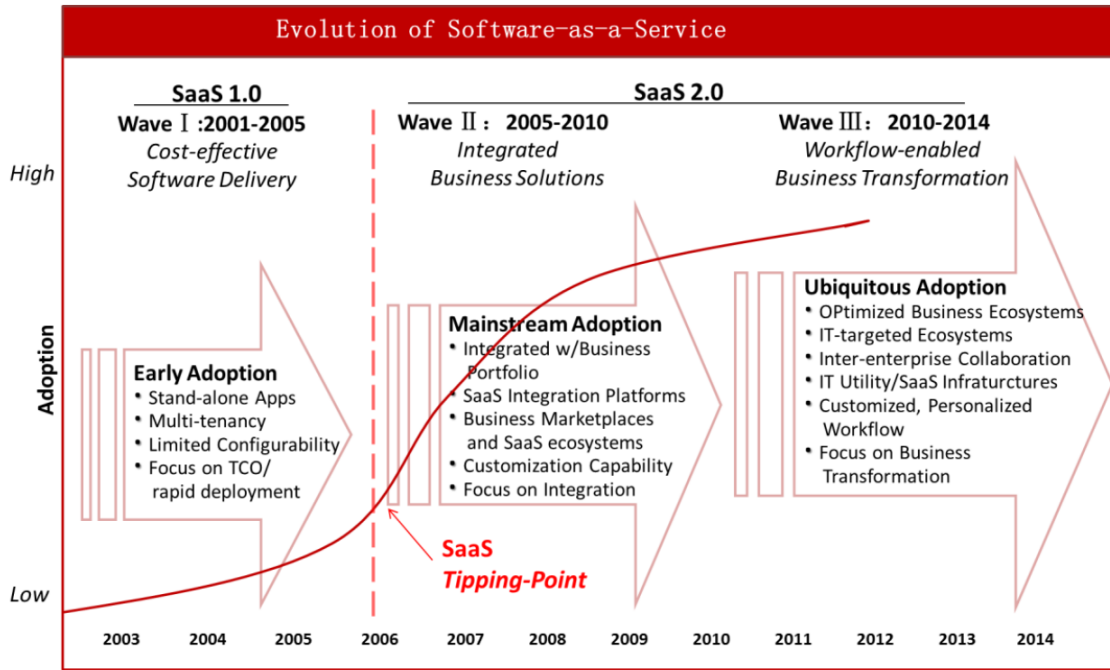 Evolution of Software-as-a-Service
SaaS 1.0
Wave Ⅰ :2001-2005
Cost-effective
Software Delivery
SaaS 2.0
Wave Ⅱ： 2005-2010
Integrated
Business Solutions
Wave Ⅲ： 2010-2014
Workflow-enabled
Business Transformation
High
Adoption
Low
Early Adoption
• Stand-alone Apps
• Multi-tenancy
• Limited Configurability
• Focus on TCO/
rapid deployment
Mainstream Adoption
• Integrated w/Business
Portfolio
• SaaS Integration Platforms
• Business Marketplaces
and SaaS ecosystems
• Customization Capability
• Focus on Integration
Ubiquitous Adoption
• OPtimized Business Ecosystems
• IT-targeted Ecosystems
• Inter-enterprise Collaboration
• IT Utility/SaaS Infraturctures
• Customized, Personalized
Workflow
• Focus on Business
Transformation
SaaS
Tipping-Point
2003 2004 2005 2006 2007 2008 2009 2010 2011 2012 2013 2014